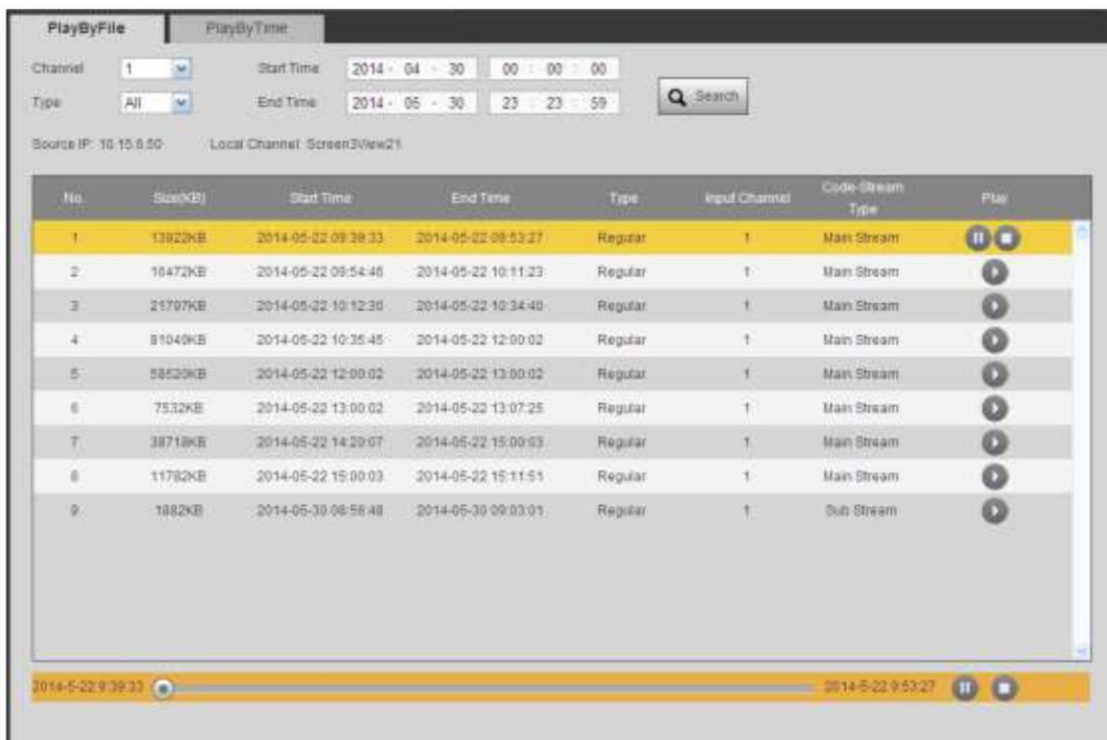 PlayByFile PlayByTime
Channel 1 Start Time 2014 - 04 - 30 00 : 00 : 00
Type All End Time 2014 - 05 - 30 23 : 23 : 59 Search
Source IP: 10.15.6.50 Local Channel: Screen3View21
No. Size(KB) Start Time End Time Type Input Channel Code-Stream Type Play
1 13922KB 2014-05-22 09:39:33 2014-05-22 09:53:27 Regular 1 Main Stream
2 16472KB 2014-05-22 09:54:46 2014-05-22 10:11:23 Regular 1 Main Stream
3 21797KB 2014-05-22 10:12:30 2014-05-22 10:34:40 Regular 1 Main Stream
4 81049KB 2014-05-22 10:35:45 2014-05-22 12:00:02 Regular 1 Main Stream
5 58520KB 2014-05-22 12:00:02 2014-05-22 13:00:02 Regular 1 Main Stream
6 7532KB 2014-05-22 13:00:02 2014-05-22 13:07:25 Regular 1 Main Stream
7 38718KB 2014-05-22 14:20:07 2014-05-22 15:00:03 Regular 1 Main Stream
8 11782KB 2014-05-22 15:00:03 2014-05-22 15:11:51 Regular 1 Main Stream
9 1882KB 2014-05-30 08:56:48 2014-05-30 09:03:01 Regular 1 Sub Stream
2014-5-22 9:39:33 2014-5-22 9:53:27